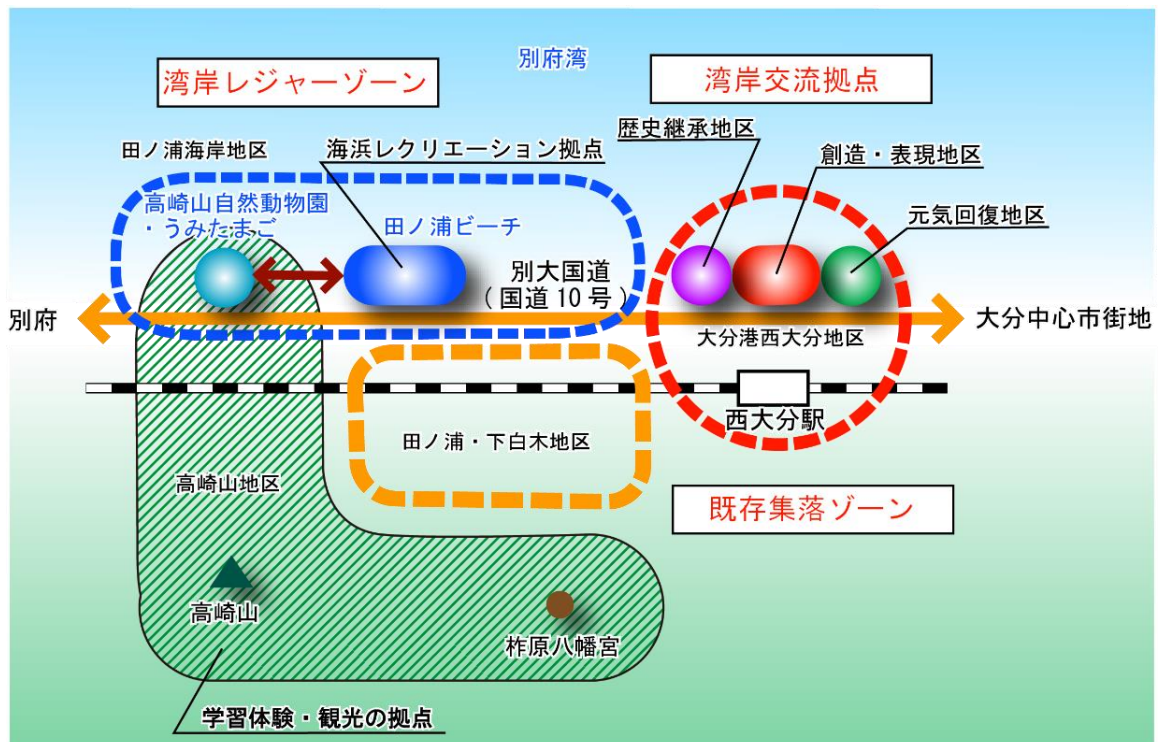 別府湾
湾岸レジャーゾーン
湾岸交流拠点
歴史継承地区
田ノ浦海岸地区
海浜レクリエーション拠点
創造・表現地区
高崎山自然動物園
・うみたまご
田ノ浦ビーチ
元気回復地区
別大国道
(国道10号)
別府
大分中心市街地
大分港西大分地区
西大分駅
田ノ浦・下白木地区
高崎山地区
既存集落ゾーン
高崎山
柞原八幡宮
学習体験・観光の拠点